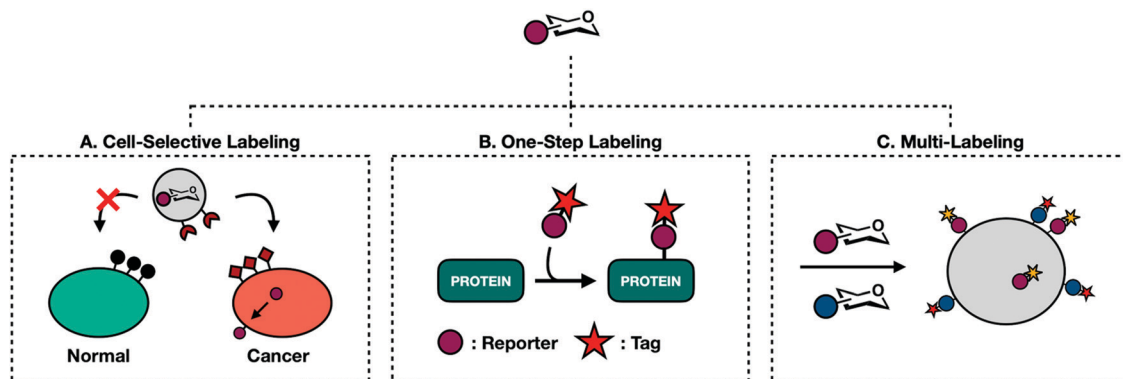 O
A. Cell-Selective Labeling
B. One-Step Labeling
C. Multi-Labeling
O
Normal
Cancer
PROTEIN
PROTEIN
: Reporter
: Tag
O
O